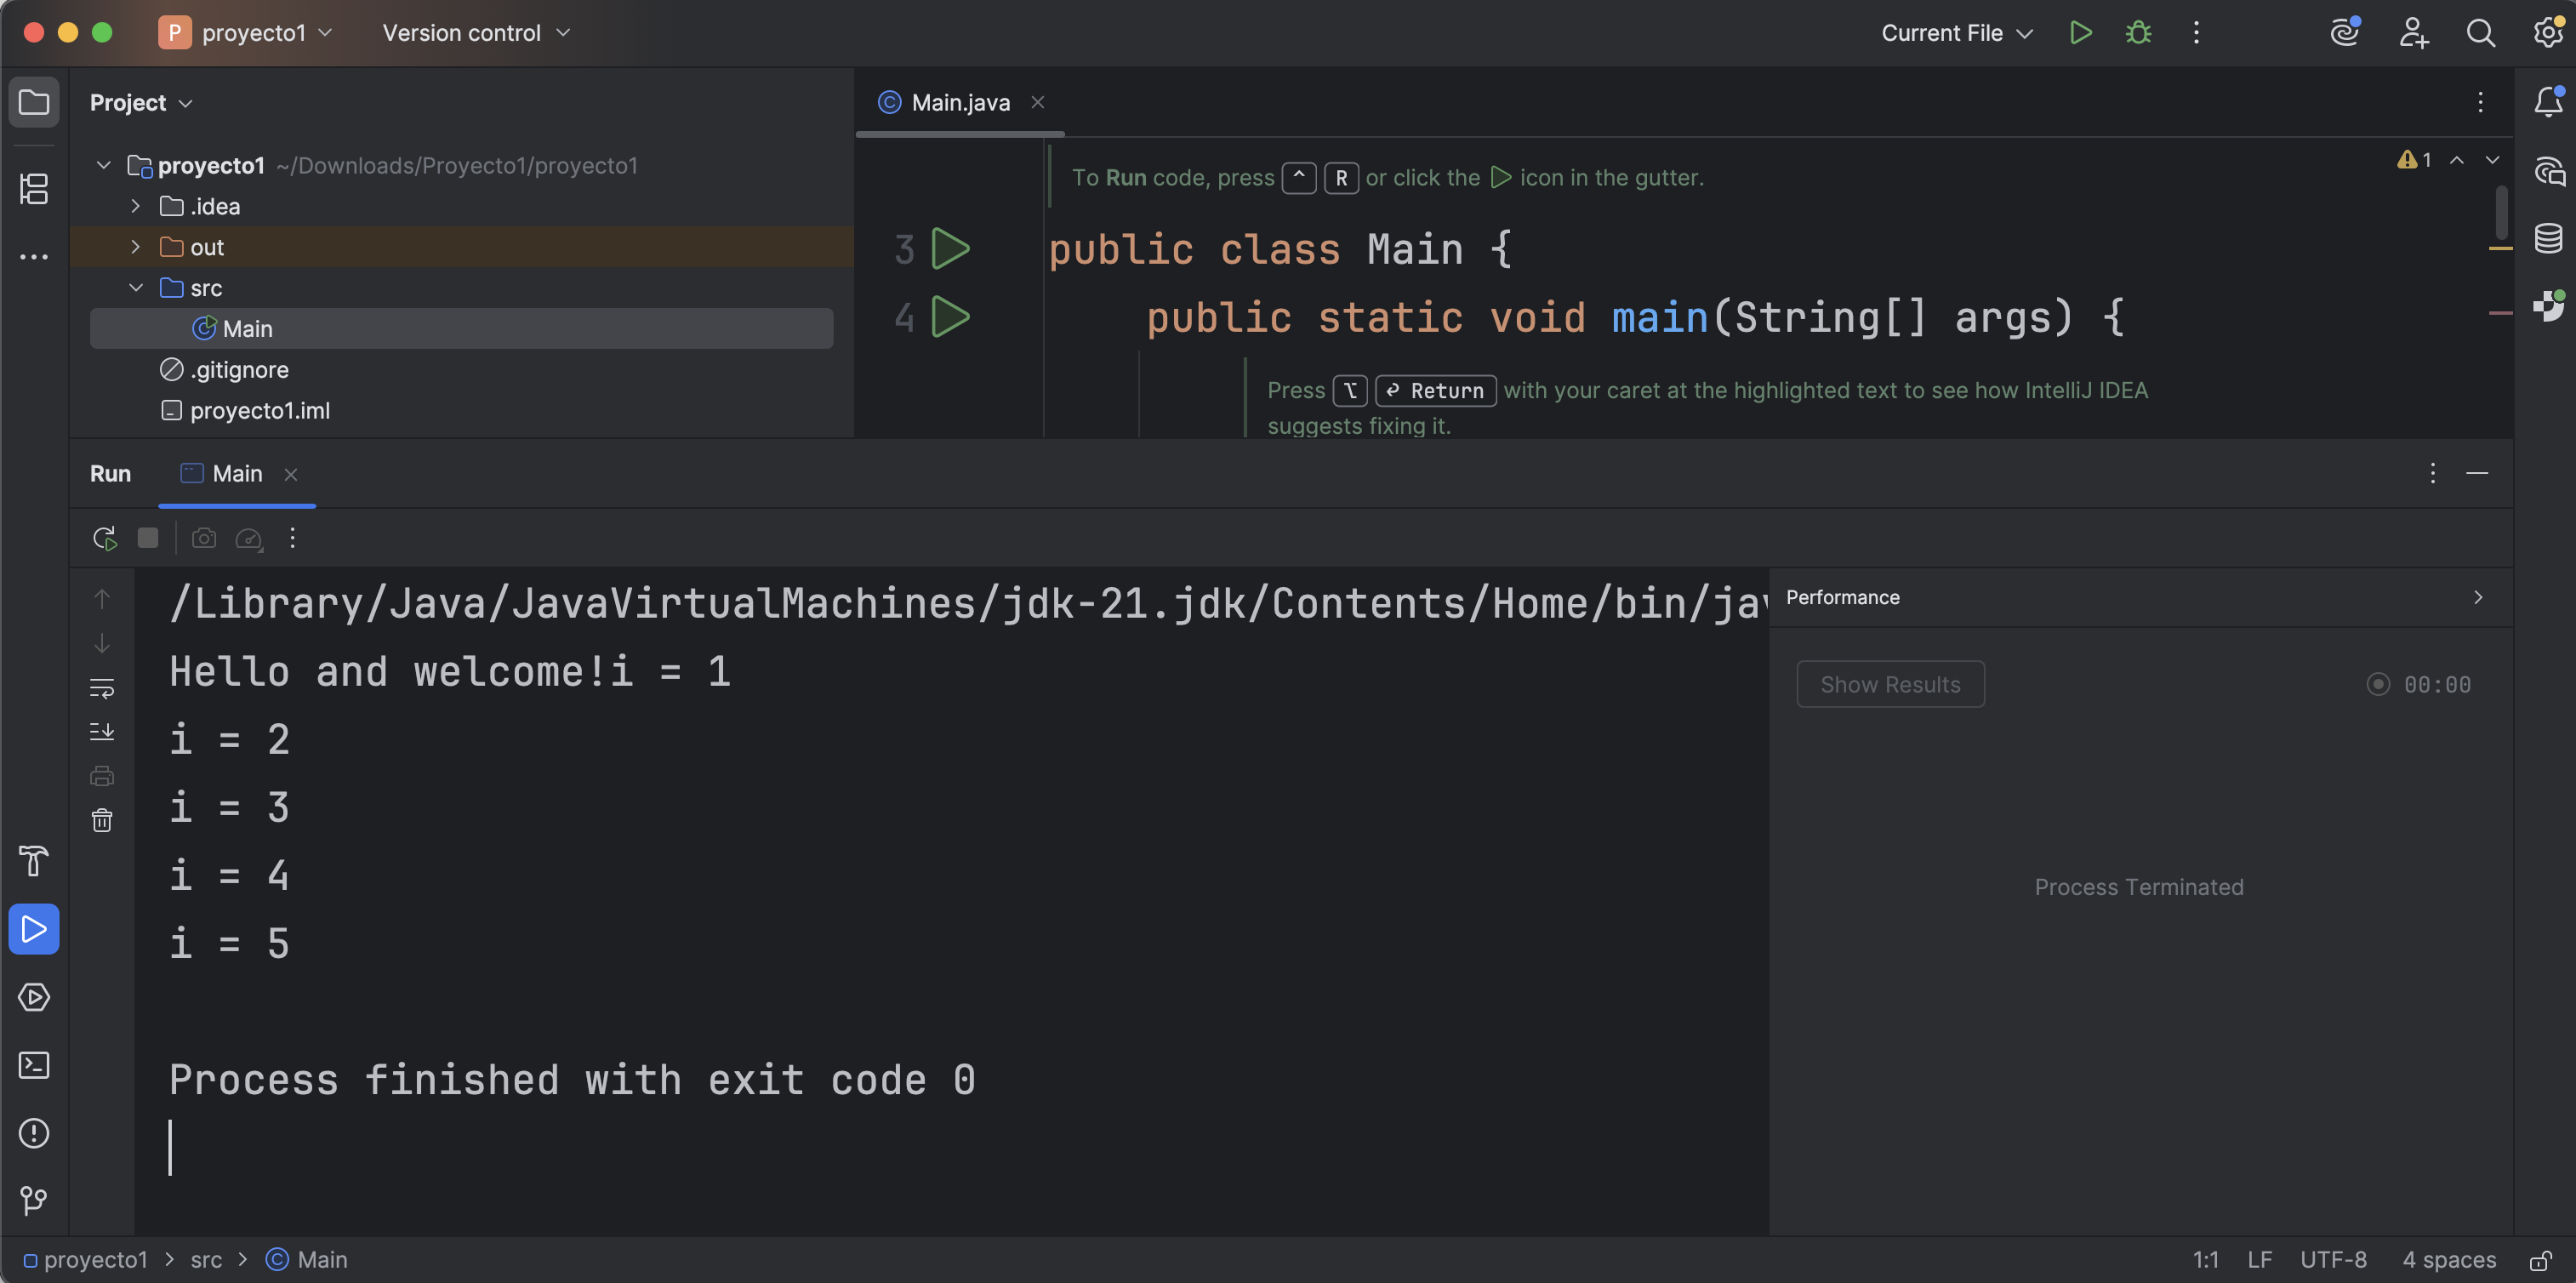 P proyecto1 Version control Current File
Project
Main.java
proyecto1 ~/Downloads/Proyecto1/proyecto1
.idea
out
src
Main
.gitignore
proyecto1.iml
1
To Run code, press ^ R or click the icon in the gutter.
3 public class Main {
4 public static void main(String[] args) {
Press ⌥ ⏎ Return with your caret at the highlighted text to see how IntelliJ IDEA
suggests fixing it.
Run Main
/Library/Java/JavaVirtualMachines/jdk-21.jdk/Contents/Home/bin/jav
Hello and welcome!i = 1
i = 2
i = 3
i = 4
i = 5
Process finished with exit code 0
Performance
Show Results 00:00
Process Terminated
proyecto1 > src > Main
1:1 LF UTF-8 4 spaces